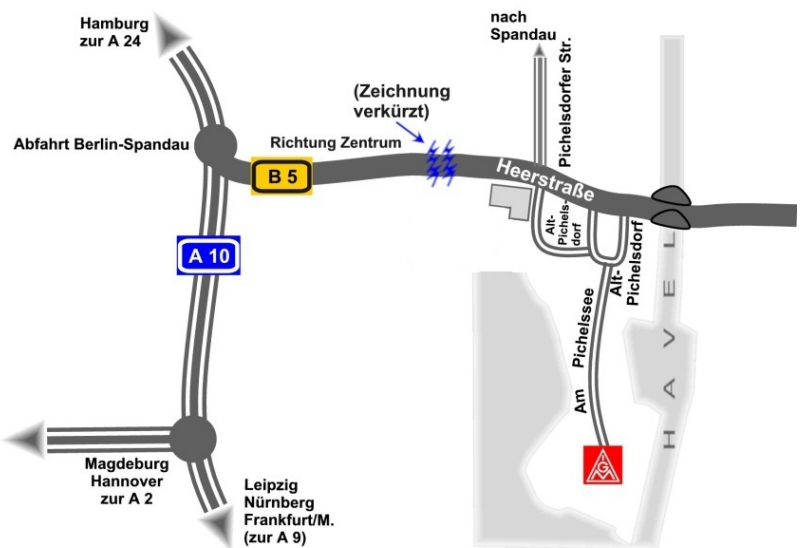 Hamburg
zur A 24
nach
Spandau
Pichelsdorfer Str.
(Zeichnung
verkürzt)
Abfahrt Berlin-Spandau
Richtung Zentrum
B 5
Heerstraße
Alt-
Pichels-
dorf
Alt-
Pichelsdorf
A 10
HAVEL
Am Pichelssee
IGM
Magdeburg
Hannover
zur A 2
Leipzig
Nürnberg
Frankfurt/M.
(zur A 9)